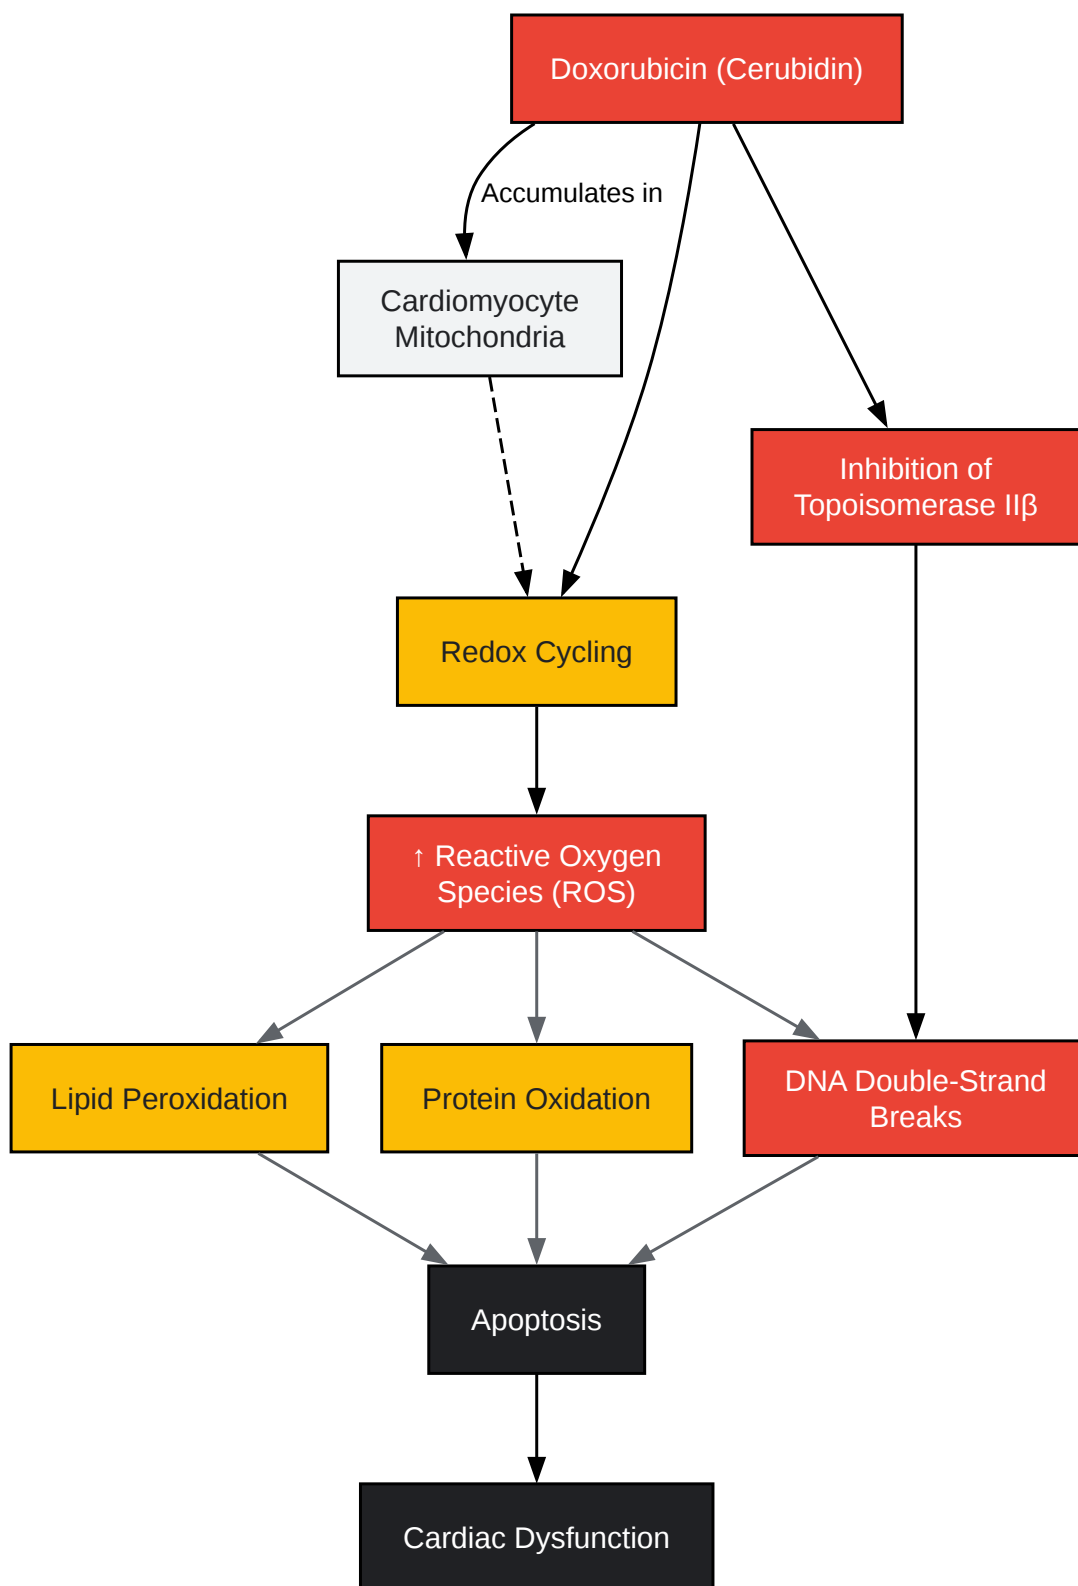 Doxorubicin (Cerubidin)
Accumulates in
Cardiomyocyte
Mitochondria
Inhibition of
Topoisomerase IIβ
Redox Cycling
↑ Reactive Oxygen
Species (ROS)
Lipid Peroxidation
Protein Oxidation
DNA Double-Strand
Breaks
Apoptosis
Cardiac Dysfunction